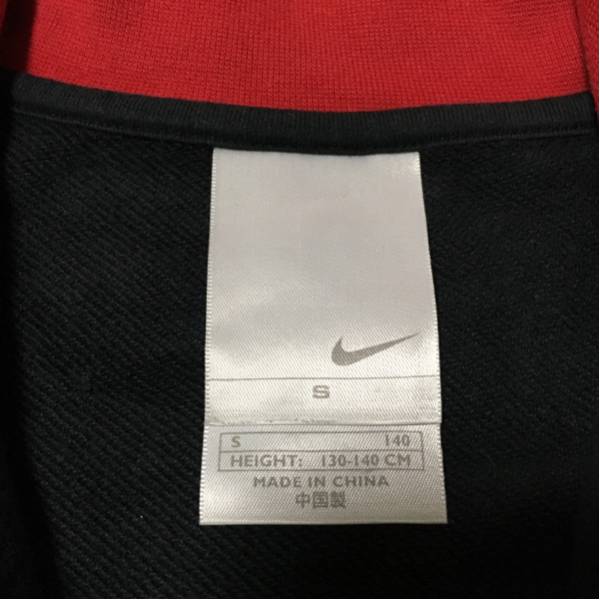 S
S 140
HEIGHT: 130-140 CM
MADE IN CHINA
中国製